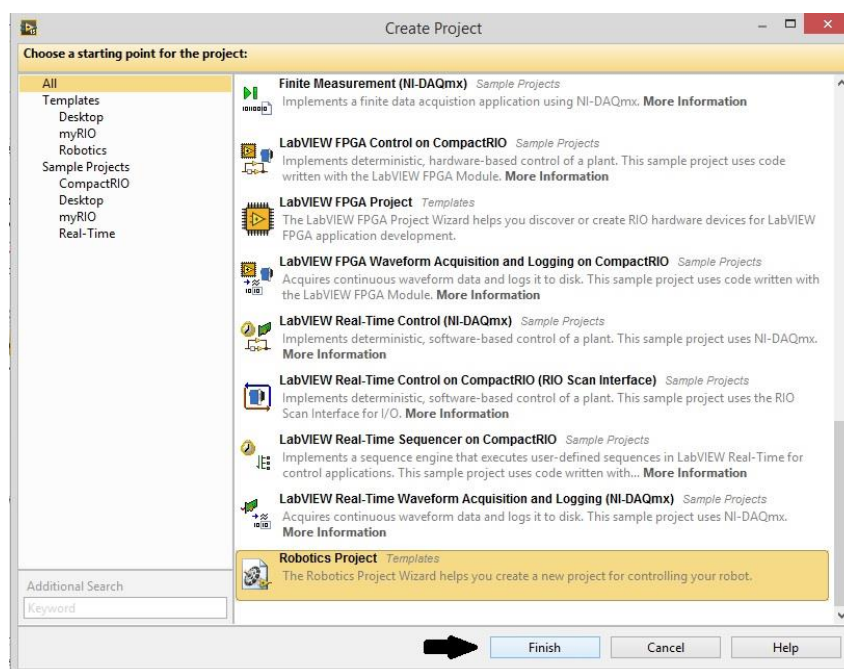 Create Project
Choose a starting point for the project:
All
Templates
Desktop
myRIO
Robotics
Sample Projects
CompactRIO
Desktop
myRIO
Real-Time
Additional Search
Keyword
Finite Measurement (NI-DAQmx) Sample Projects
Implements a finite data acquistion application using NI-DAQmx. More Information
LabVIEW FPGA Control on CompactRIO Sample Projects
Implements deterministic, hardware-based control of a plant. This sample project uses code
written with the LabVIEW FPGA Module. More Information
LabVIEW FPGA Project Templates
The LabVIEW FPGA Project Wizard helps you discover or create RIO hardware devices for LabVIEW
FPGA application development.
LabVIEW FPGA Waveform Acquisition and Logging on CompactRIO Sample Projects
Acquires continuous waveform data and logs it to disk. This sample project uses code written with
the LabVIEW FPGA Module. More Information
LabVIEW Real-Time Control (NI-DAQmx) Sample Projects
Implements deterministic, software-based control of a plant. This sample project uses NI-DAQmx.
More Information
LabVIEW Real-Time Control on CompactRIO (RIO Scan Interface) Sample Projects
Implements deterministic, software-based control of a plant. This sample project uses the RIO
Scan Interface for I/O. More Information
LabVIEW Real-Time Sequencer on CompactRIO Sample Projects
Implements a sequence engine that executes user-defined sequences in LabVIEW Real-Time for
control applications. This sample project uses code written with... More Information
LabVIEW Real-Time Waveform Acquisition and Logging (NI-DAQmx) Sample Projects
Acquires continuous waveform data and logs it to disk. This sample project uses NI-DAQmx.
More Information
Robotics Project Templates
The Robotics Project Wizard helps you create a new project for controlling your robot.
Finish
Cancel
Help